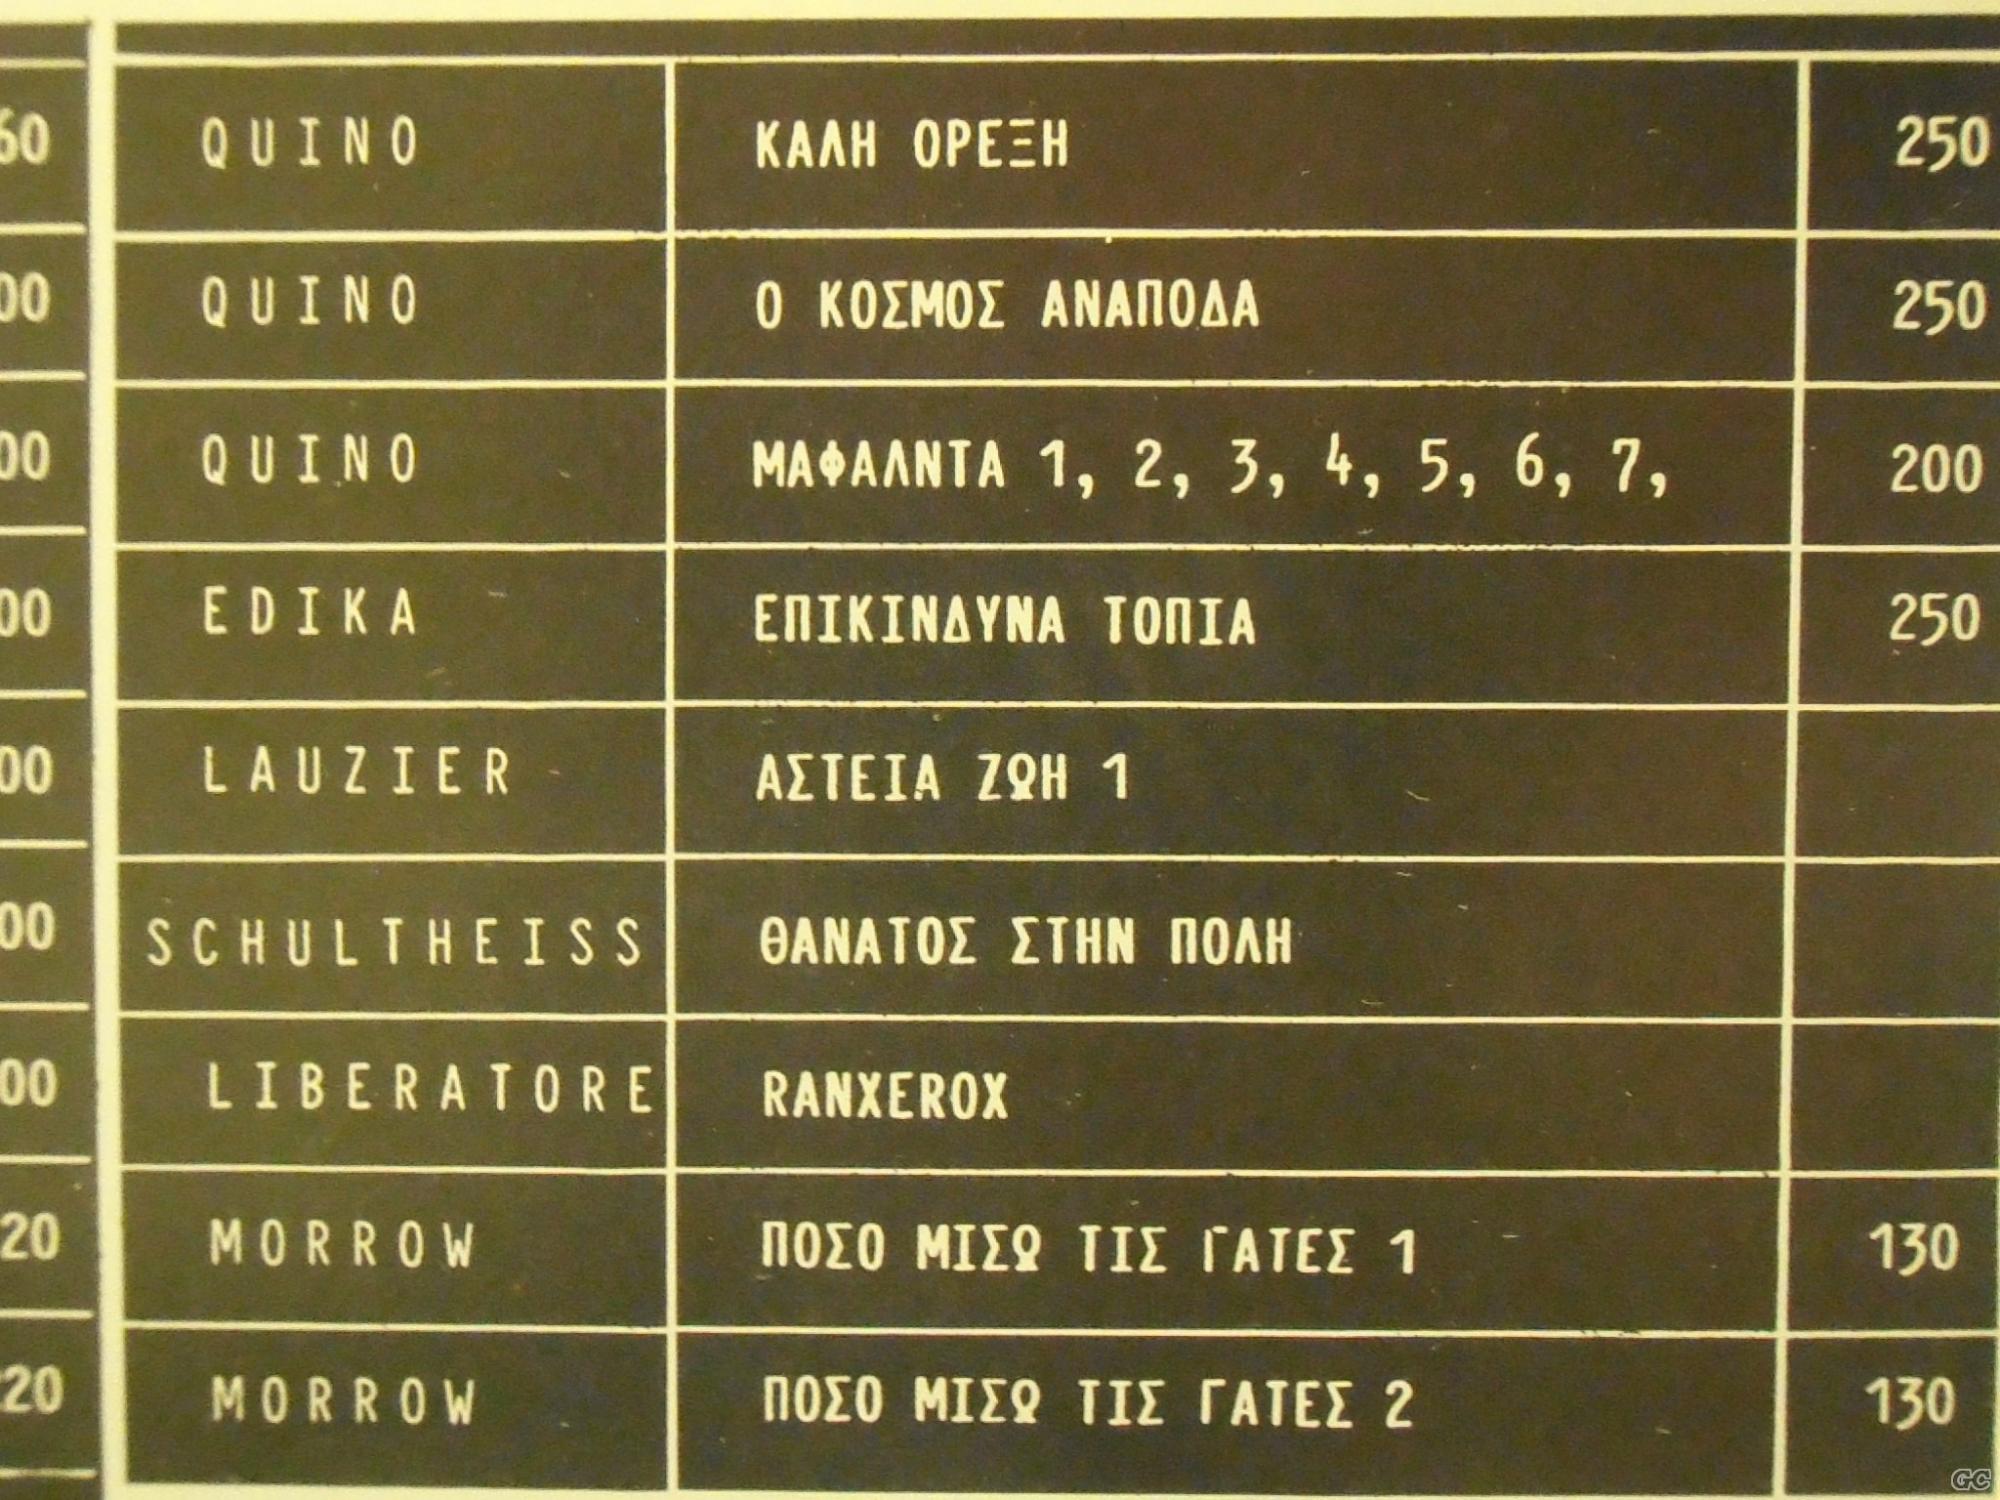 60 QUINO ΚΑΛΗ ΟΡΕΞΗ 250
00 QUINO Ο ΚΟΣΜΟΣ ΑΝΑΠΟΔΑ 250
00 QUINO ΜΑΦΑΛΝΤΑ 1, 2, 3, 4, 5, 6, 7, 200
00 EDIKA ΕΠΙΚΙΝΔΥΝΑ ΤΟΠΙΑ 250
00 LAUZIER ΑΣΤΕΙΑ ΖΩΗ 1
00 SCHULTHEISS ΘΑΝΑΤΟΣ ΣΤΗΝ ΠΟΛΗ
00 LIBERATORE RANXEROX
20 MORROW ΠΟΣΟ ΜΙΣΩ ΤΙΣ ΓΑΤΕΣ 1 130
20 MORROW ΠΟΣΟ ΜΙΣΩ ΤΙΣ ΓΑΤΕΣ 2 130
GC